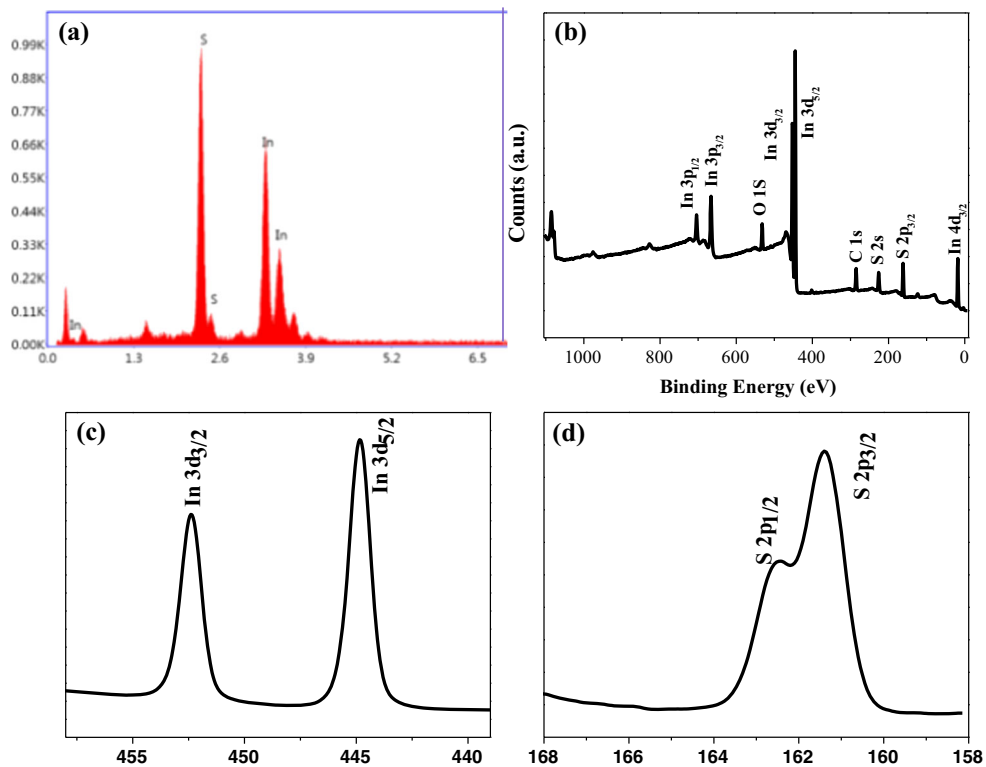 (a)
0.99K
0.88K
0.77K
0.66K
0.55K
0.44K
0.33K
0.22K
0.11K
0.00K
S
In
In
S
In
0.0 1.3 2.6 3.9 5.2 6.5
(b)
Counts (a.u.)
In 3p1/2
In 3p3/2
O 1S
In 3d3/2
In 3d5/2
C 1s
S 2s
S 2p3/2
In 4d3/2
1000 800 600 400 200 0
Binding Energy (eV)
(c)
In 3d3/2
In 3d5/2
455 450 445 440
(d)
S 2p1/2
S 2p3/2
168 166 164 162 160 158